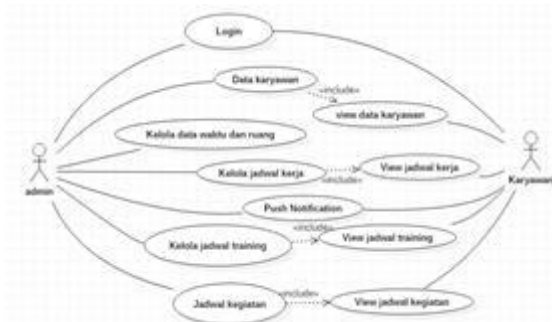 Login
Data karyawan
«include»
view data karyawan
Kelola data waktu dan ruang
admin
Karyawan
Kelola jadwal kerja
«include»
View jadwal kerja
Push Notification
Kelola jadwal training
«include»
View jadwal training
Jadwal kegiatan
«include»
View jadwal kegiatan